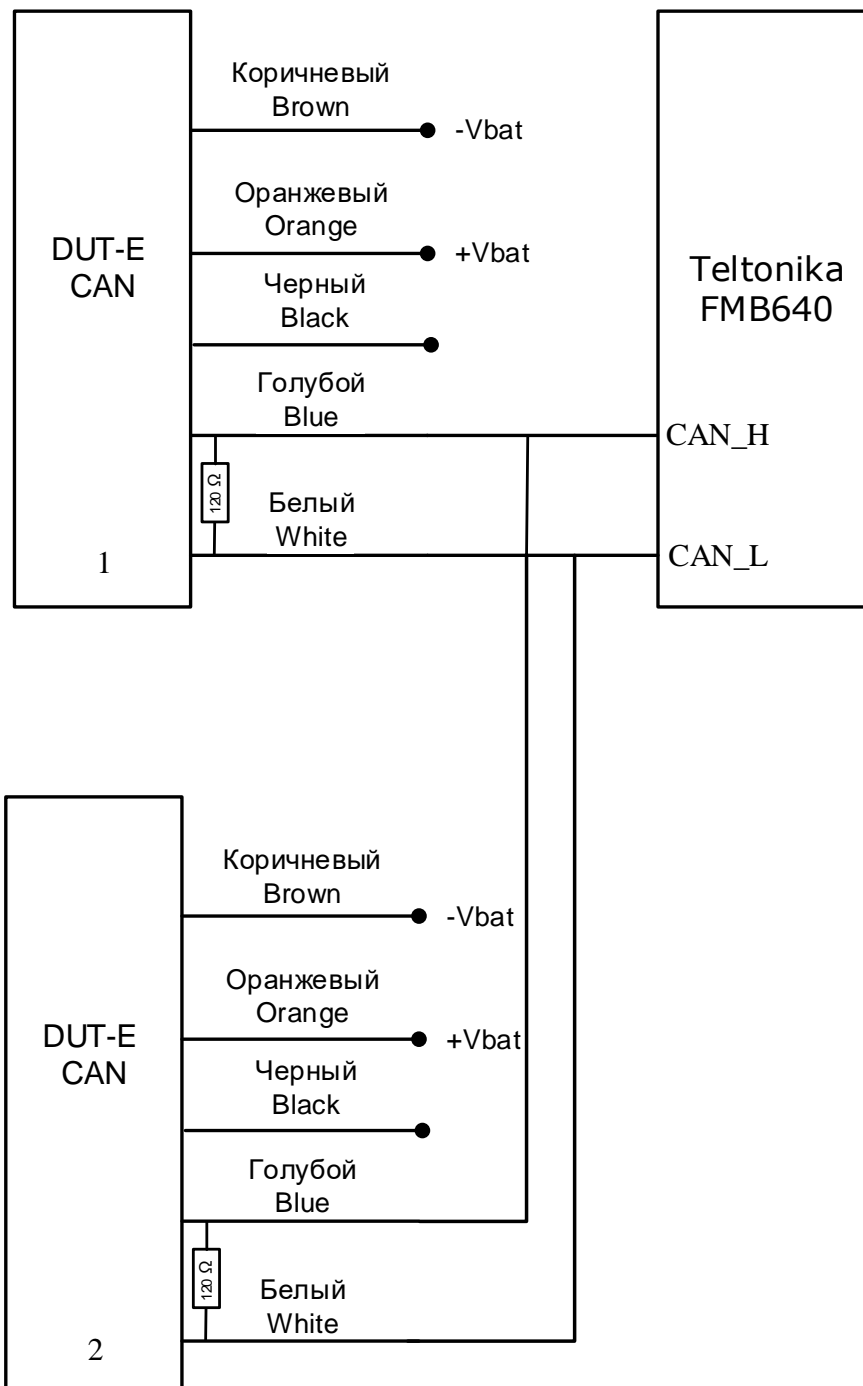 Коричневый
Brown
-Vbat
Оранжевый
Orange
+Vbat
DUT-E
CAN
Teltonika
FMB640
Черный
Black
Голубой
Blue
CAN_H
120 Ω
Белый
White
CAN_L
1
Коричневый
Brown
-Vbat
Оранжевый
Orange
+Vbat
DUT-E
CAN
Черный
Black
Голубой
Blue
120 Ω
Белый
White
2